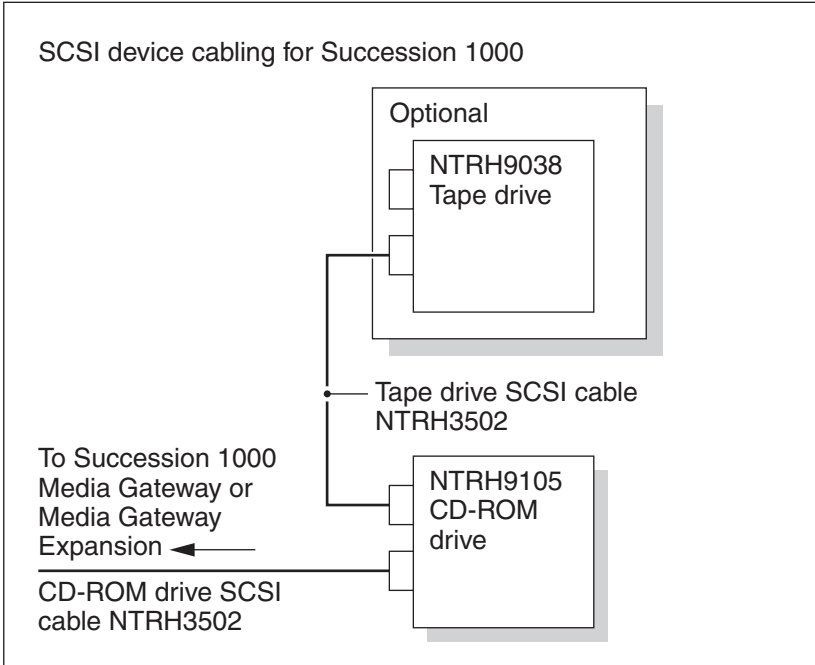 SCSI device cabling for Succession 1000
Optional
NTRH9038
Tape drive
Tape drive SCSI cable
NTRH3502
To Succession 1000
Media Gateway or
Media Gateway
Expansion
NTRH9105
CD-ROM
drive
CD-ROM drive SCSI
cable NTRH3502